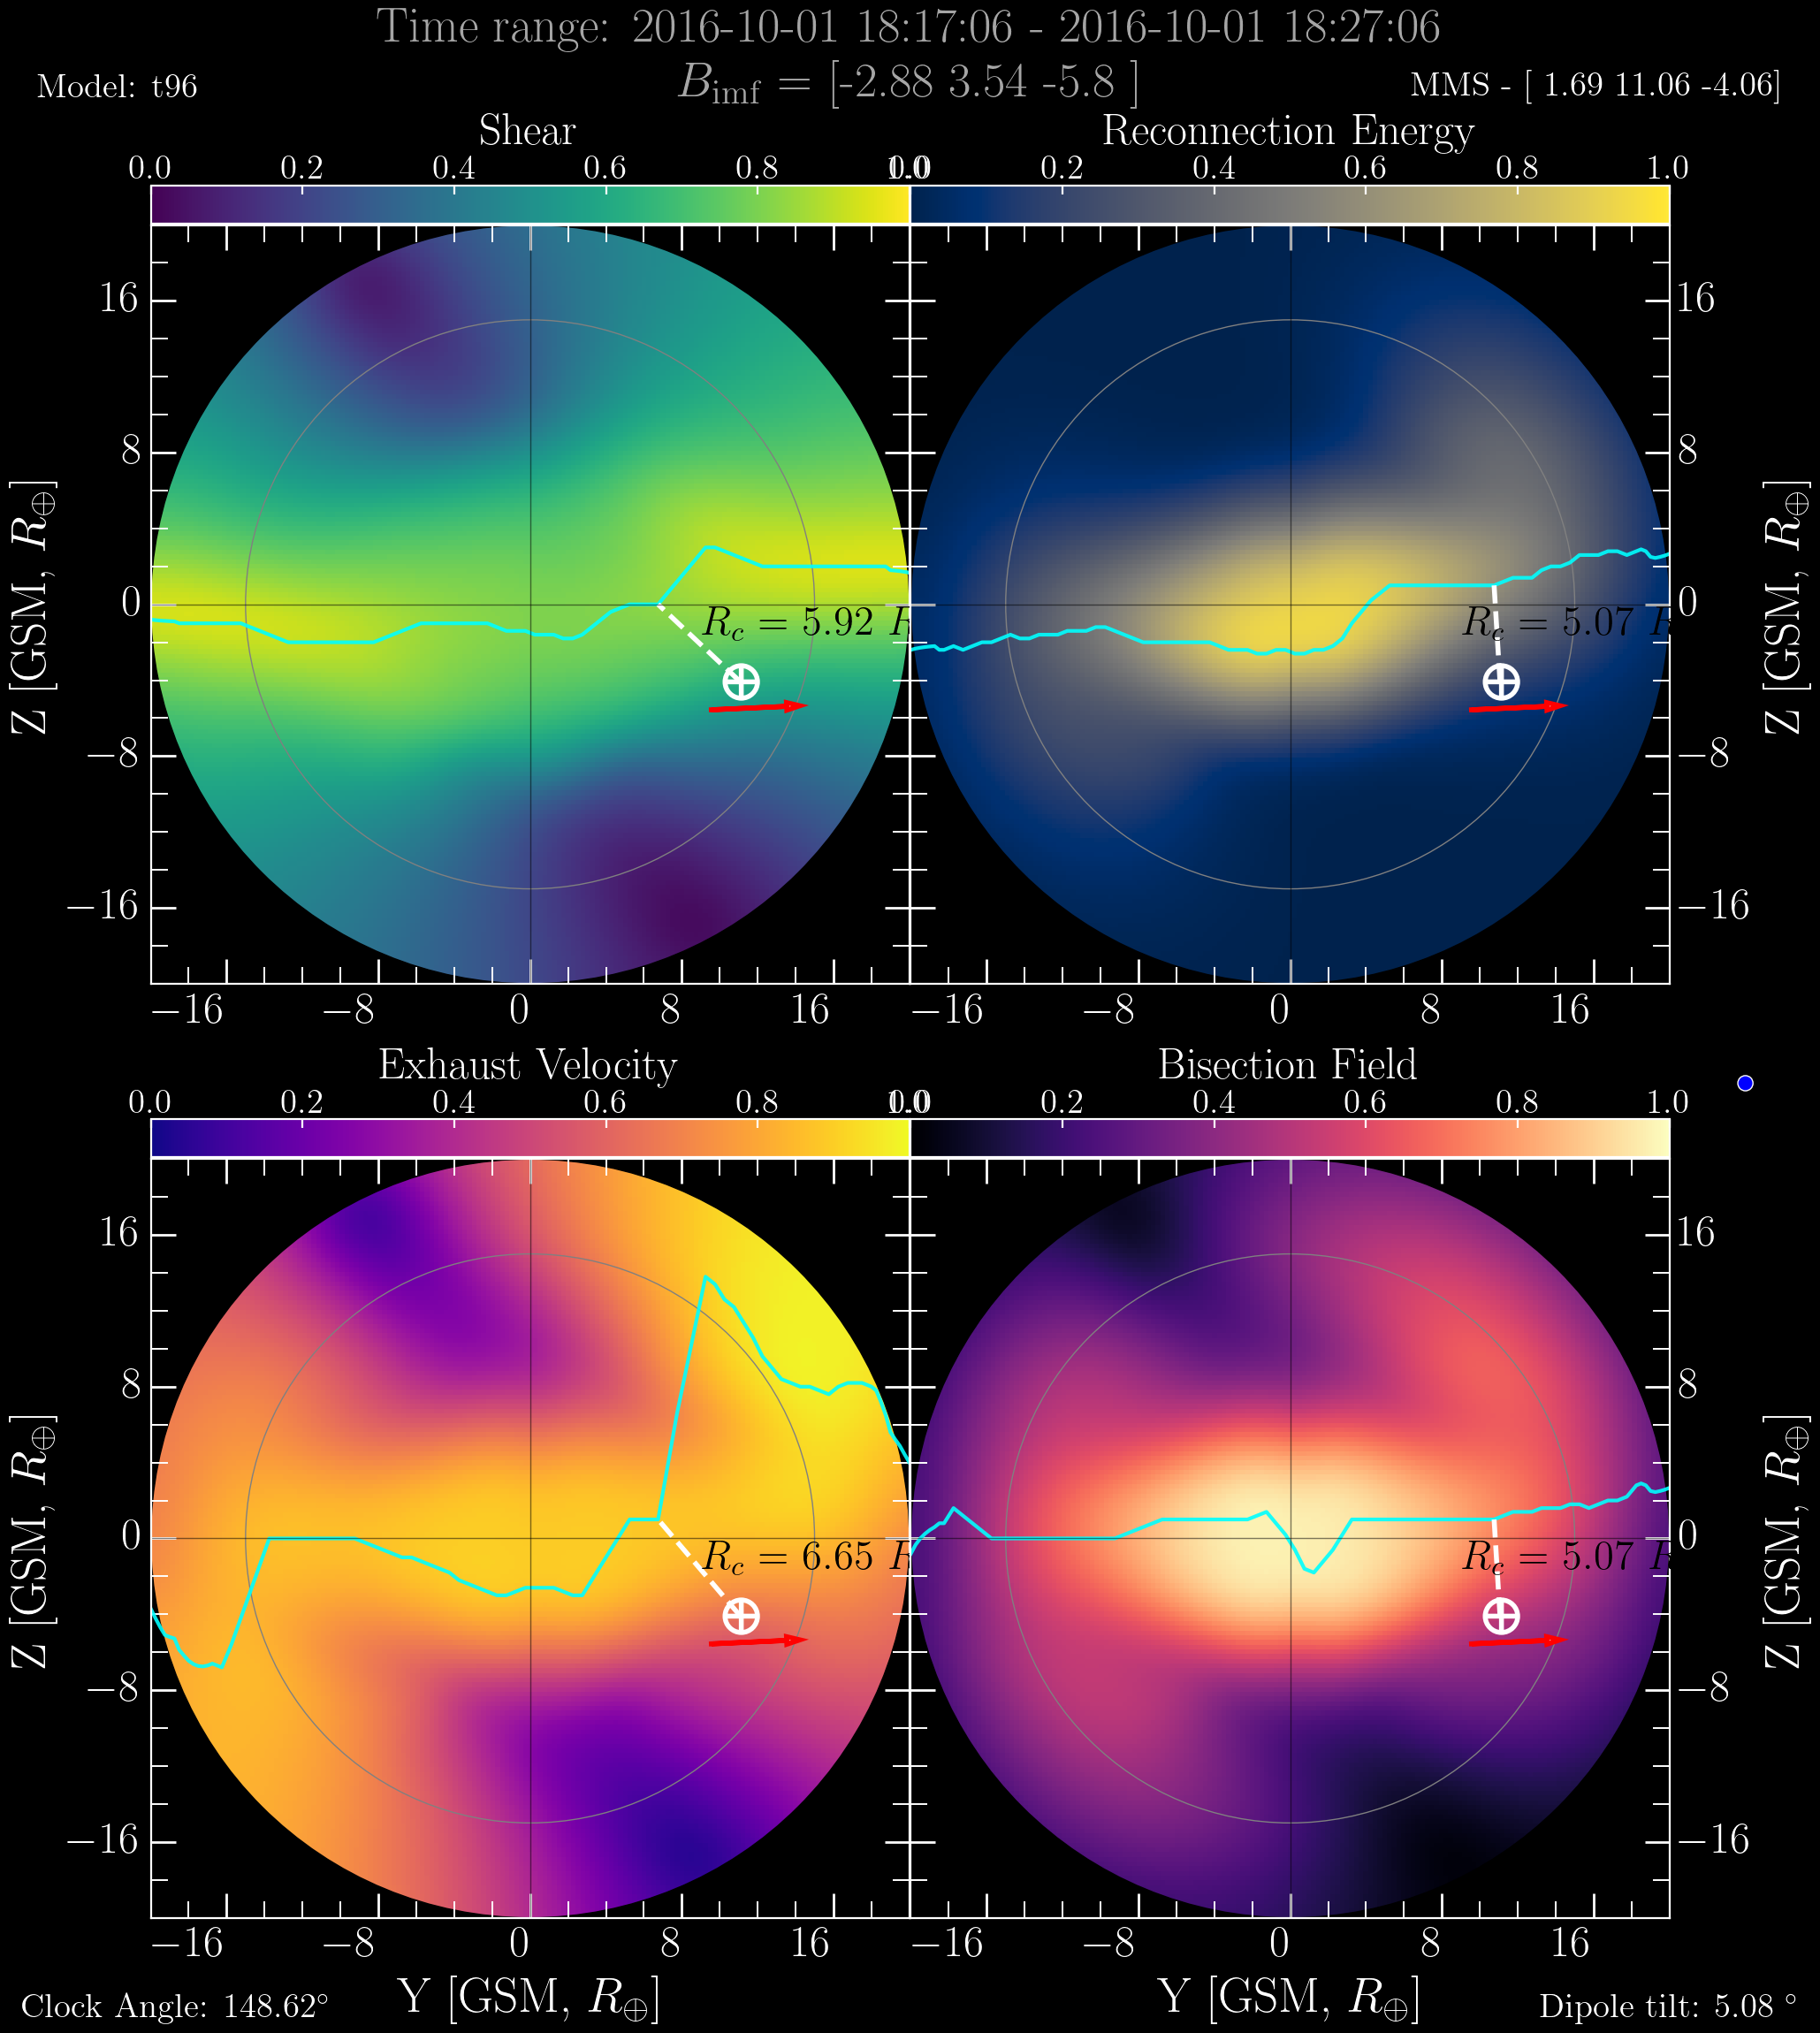 Time range: 2016-10-01 18:17:06 - 2016-10-01 18:27:06
Model: t96
B_imf = [-2.88 3.54 -5.8 ]
MMS - [ 1.69 11.06 -4.06]
Shear
Reconnection Energy
0.0 0.2 0.4 0.6 0.8 1.0
0.0 0.2 0.4 0.6 0.8 1.0
16
8
0
−8
−16
Z [GSM, R⊕]
R_c = 5.92 R
−16 −8 0 8 16
R_c = 5.07 R
16
8
0
−8
−16
Z [GSM, R⊕]
−16 −8 0 8 16
Exhaust Velocity
Bisection Field
0.0 0.2 0.4 0.6 0.8 1.0
0.0 0.2 0.4 0.6 0.8 1.0
16
8
0
−8
−16
Z [GSM, R⊕]
R_c = 6.65 R
−16 −8 0 8 16
Y [GSM, R⊕]
R_c = 5.07 R
16
8
0
−8
−16
Z [GSM, R⊕]
−16 −8 0 8 16
Y [GSM, R⊕]
Clock Angle: 148.62°
Dipole tilt: 5.08 °